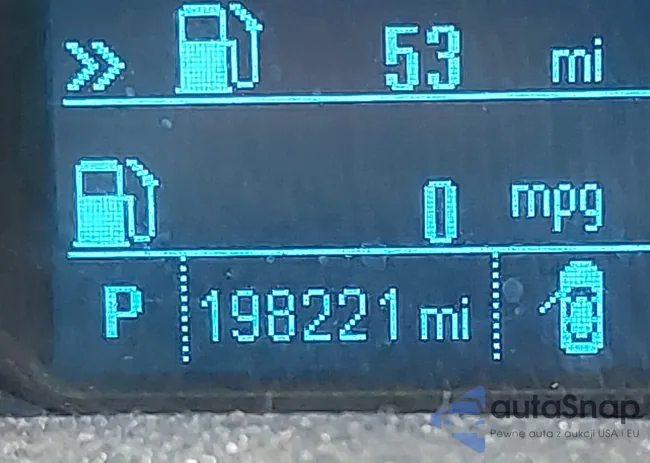 53 mi
0 mpg
P 198221 mi
autaSnap
Pewne auta z aukcji USA i EU